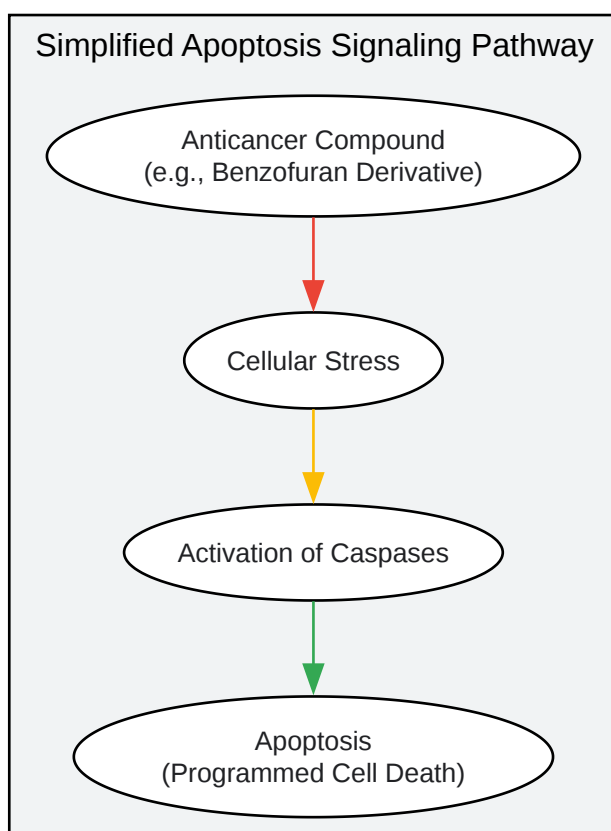 Simplified Apoptosis Signaling Pathway
Anticancer Compound
(e.g., Benzofuran Derivative)
Cellular Stress
Activation of Caspases
Apoptosis
(Programmed Cell Death)